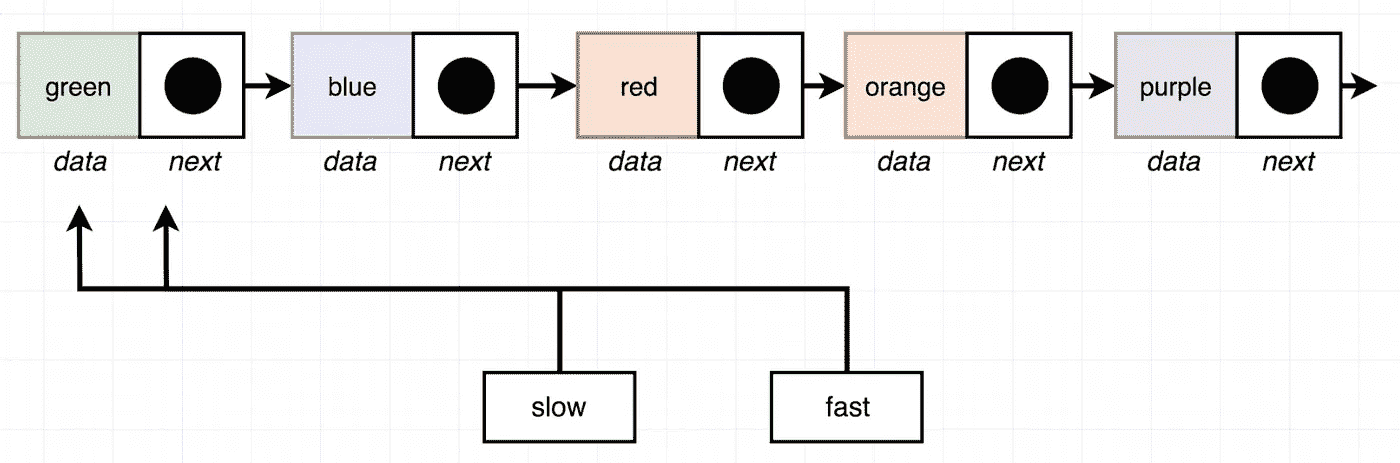 green blue red orange purple
data next data next data next data next data next
slow fast